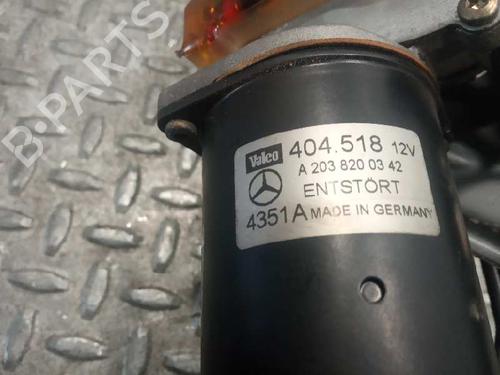 B-PARTS
Valeo 404.518 12V
A 203 820 03 42
ENTSTÖRT
4351A MADE IN GERMANY